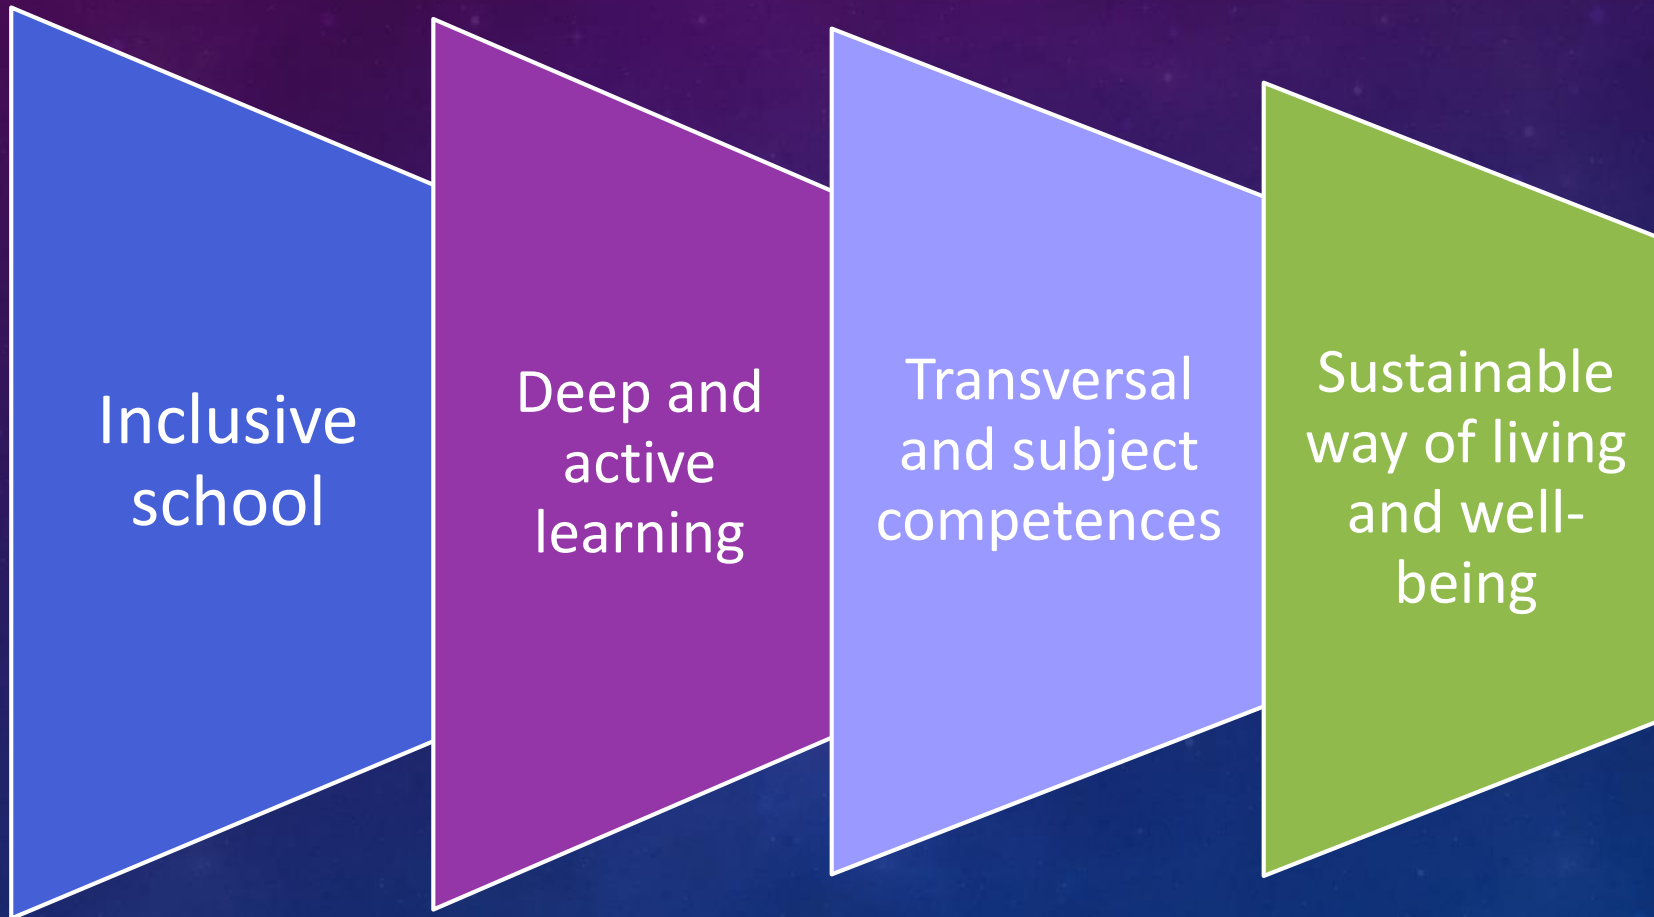 Inclusive
school
Deep and
active
learning
Transversal
and subject
competences
Sustainable
way of living
and well-
being